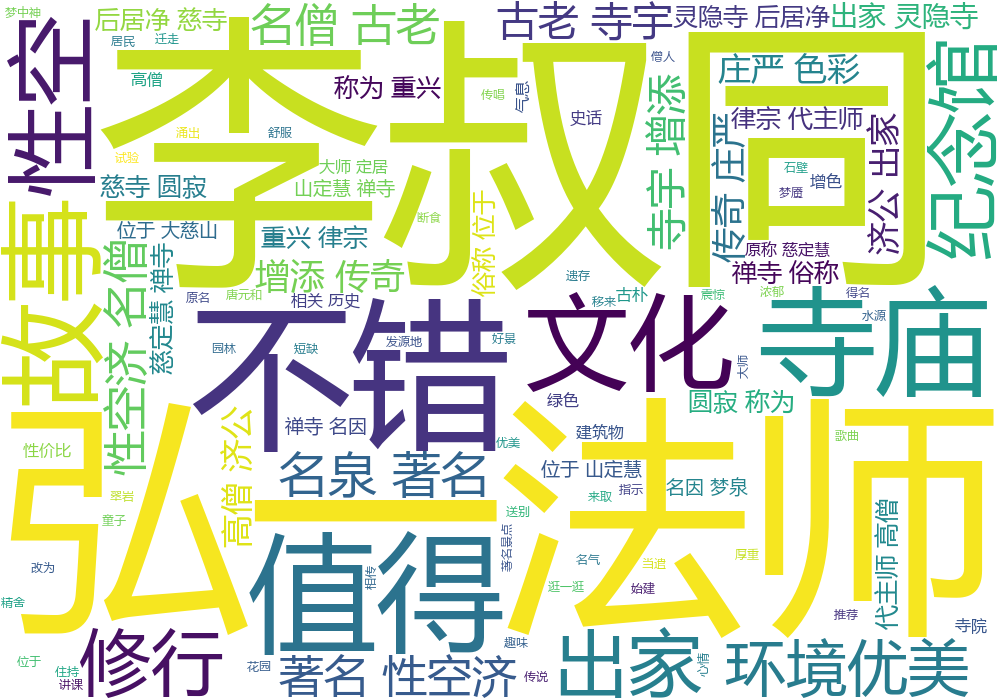 梦中神
后居净 慈寺
名僧 古老
古老 寺宇
灵隐寺 后居净
出家 灵隐寺
居民
迁走
性空
李叔同
高僧
称为 重兴
传唱
气息
僧人
庄严 色彩
纪念馆
史话
律宗 代主师
寺宇 增添
传奇 庄严
济公 出家
涌出
舒服
试验
慈寺 圆寂
大师 定居
山定慧 禅寺
断食
俗称 位于
石壁
梦靥
增色
故事
位于 大慈山
重兴 律宗
原称 慈定慧
禅寺 俗称
性空济 名僧
慈定慧 禅寺
增添 传奇
遗存
原名
唐元和
相关 历史
移来
古朴
震惊
浓郁
得名
水源
不错
文化
寺庙
园林
短缺
发源地
好景
大师
绿色
圆寂 称为
弘一法师
高僧 济公
禅寺 名因
建筑物
歌曲
性价比
优美
名泉 著名
位于 山定慧
来取
指示
名因 梦泉
翠岩
童子
送别
代主师 高僧
值得
著名景点
名气
当追
厚重
改为
相传
逛一逛
始建
精舍
推荐
寺院
修行
趣味
出家
环境优美
位于
住持
讲课
花园
著名 性空济
传说
心情